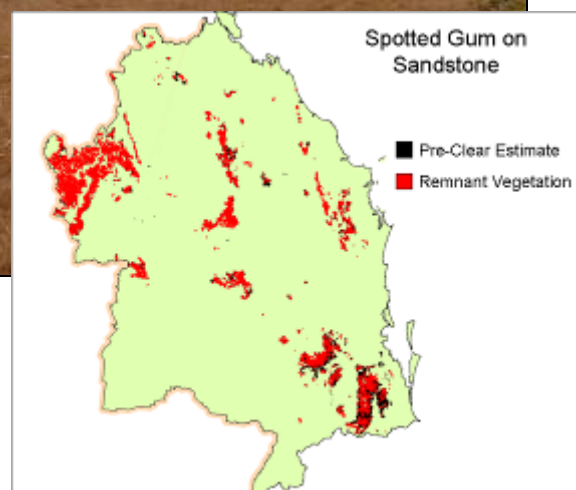 Spotted Gum on
Sandstone
Pre-Clear Estimate
Remnant Vegetation